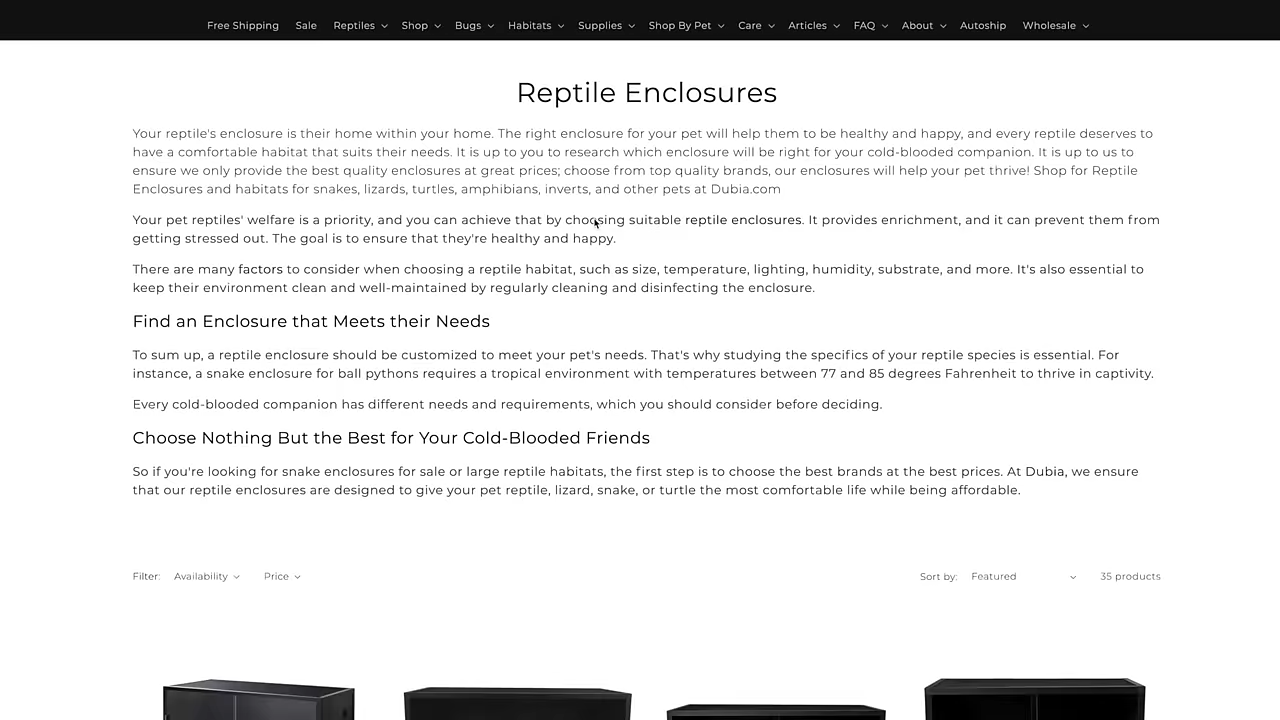 Free Shipping Sale Reptiles Shop Bugs Habitats Supplies Shop By Pet Care Articles FAQ About Autoship Wholesale
Reptile Enclosures
Your reptile's enclosure is their home within your home. The right enclosure for your pet will help them to be healthy and happy, and every reptile deserves to
have a comfortable habitat that suits their needs. It is up to you to research which enclosure will be right for your cold-blooded companion. It is up to us to
ensure we only provide the best quality enclosures at great prices; choose from top quality brands, our enclosures will help your pet thrive! Shop for Reptile
Enclosures and habitats for snakes, lizards, turtles, amphibians, inverts, and other pets at Dubia.com
Your pet reptiles' welfare is a priority, and you can achieve that by choosing suitable reptile enclosures. It provides enrichment, and it can prevent them from
getting stressed out. The goal is to ensure that they're healthy and happy.
There are many factors to consider when choosing a reptile habitat, such as size, temperature, lighting, humidity, substrate, and more. It's also essential to
keep their environment clean and well-maintained by regularly cleaning and disinfecting the enclosure.
Find an Enclosure that Meets their Needs
To sum up, a reptile enclosure should be customized to meet your pet's needs. That's why studying the specifics of your reptile species is essential. For
instance, a snake enclosure for ball pythons requires a tropical environment with temperatures between 77 and 85 degrees Fahrenheit to thrive in captivity.
Every cold-blooded companion has different needs and requirements, which you should consider before deciding.
Choose Nothing But the Best for Your Cold-Blooded Friends
So if you're looking for snake enclosures for sale or large reptile habitats, the first step is to choose the best brands at the best prices. At Dubia, we ensure
that our reptile enclosures are designed to give your pet reptile, lizard, snake, or turtle the most comfortable life while being affordable.
Filter: Availability Price Sort by: Featured 35 products